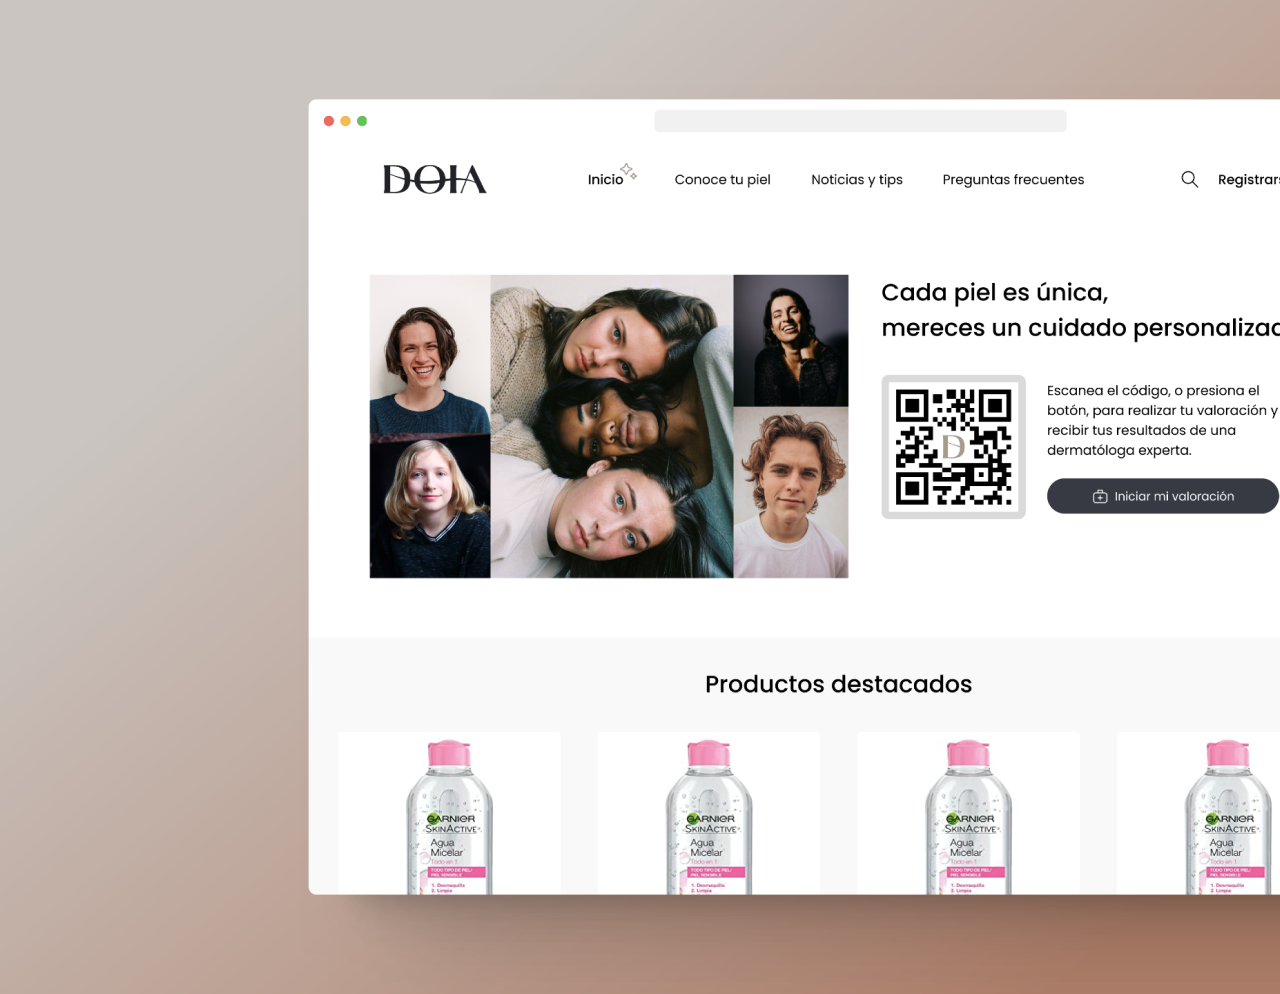 DOIA
Inicio
Conoce tu piel
Noticias y tips
Preguntas frecuentes
Registrars
Cada piel es única,
mereces un cuidado personalizad
Escanea el código, o presiona el
botón, para realizar tu valoración y
recibir tus resultados de una
dermatóloga experta.
D
Iniciar mi valoración
Productos destacados
GARNIER
SKINACTIVE
Agua
Micelar
Todo en 1
TODO TIPO DE PIEL/
PIEL SENSIBLE
1. Desmaquilla
2. Limpia
GARNIER
SKINACTIVE
Agua
Micelar
Todo en 1
TODO TIPO DE PIEL/
PIEL SENSIBLE
1. Desmaquilla
2. Limpia
GARNIER
SKINACTIVE
Agua
Micelar
Todo en 1
TODO TIPO DE PIEL/
PIEL SENSIBLE
1. Desmaquilla
2. Limpia
GARNIER
SKINACTIVE
Agua
Micelar
Todo en 1
TODO TIPO DE PIEL/
PIEL SENSIBLE
1. Desmaquilla
2. Limpia